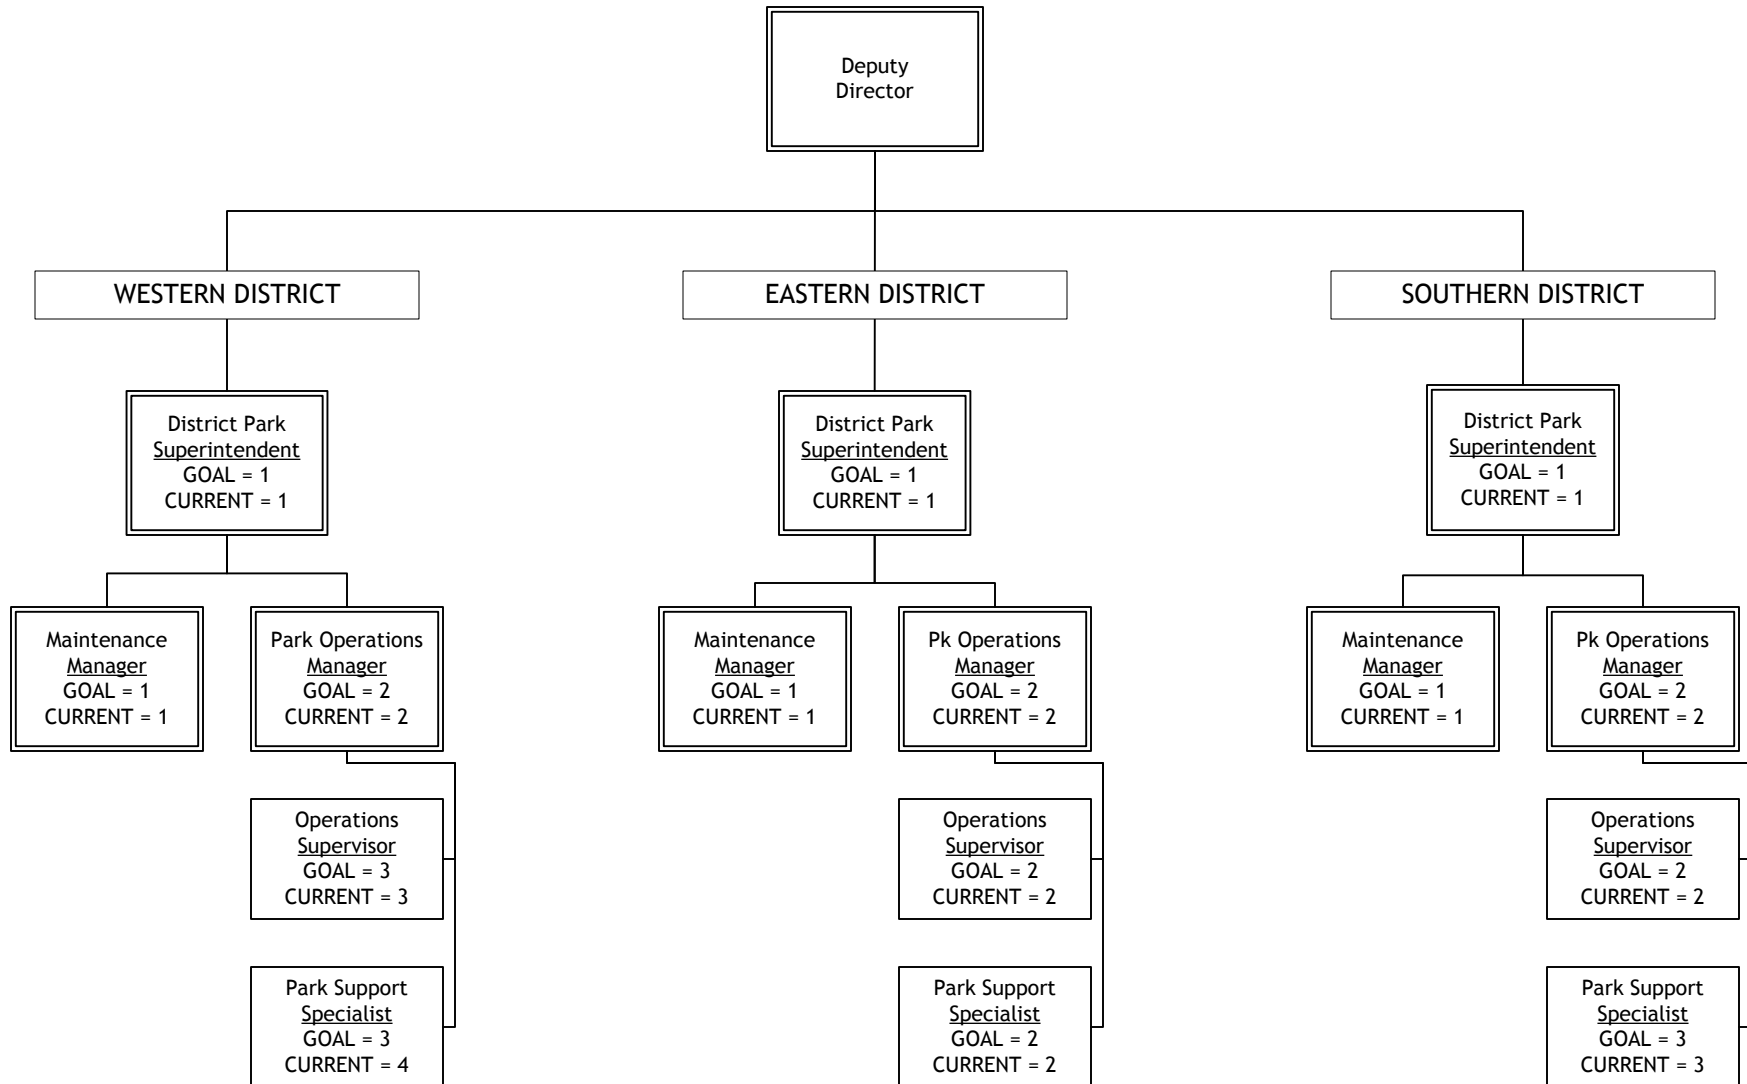 Deputy
Director
WESTERN DISTRICT
EASTERN DISTRICT
SOUTHERN DISTRICT
District Park
Superintendent
GOAL = 1
CURRENT = 1
District Park
Superintendent
GOAL = 1
CURRENT = 1
District Park
Superintendent
GOAL = 1
CURRENT = 1
Maintenance
Manager
GOAL = 1
CURRENT = 1
Park Operations
Manager
GOAL = 2
CURRENT = 2
Maintenance
Manager
GOAL = 1
CURRENT = 1
Pk Operations
Manager
GOAL = 2
CURRENT = 2
Maintenance
Manager
GOAL = 1
CURRENT = 1
Pk Operations
Manager
GOAL = 2
CURRENT = 2
Operations
Supervisor
GOAL = 3
CURRENT = 3
Operations
Supervisor
GOAL = 2
CURRENT = 2
Operations
Supervisor
GOAL = 2
CURRENT = 2
Park Support
Specialist
GOAL = 3
CURRENT = 4
Park Support
Specialist
GOAL = 2
CURRENT = 2
Park Support
Specialist
GOAL = 3
CURRENT = 3